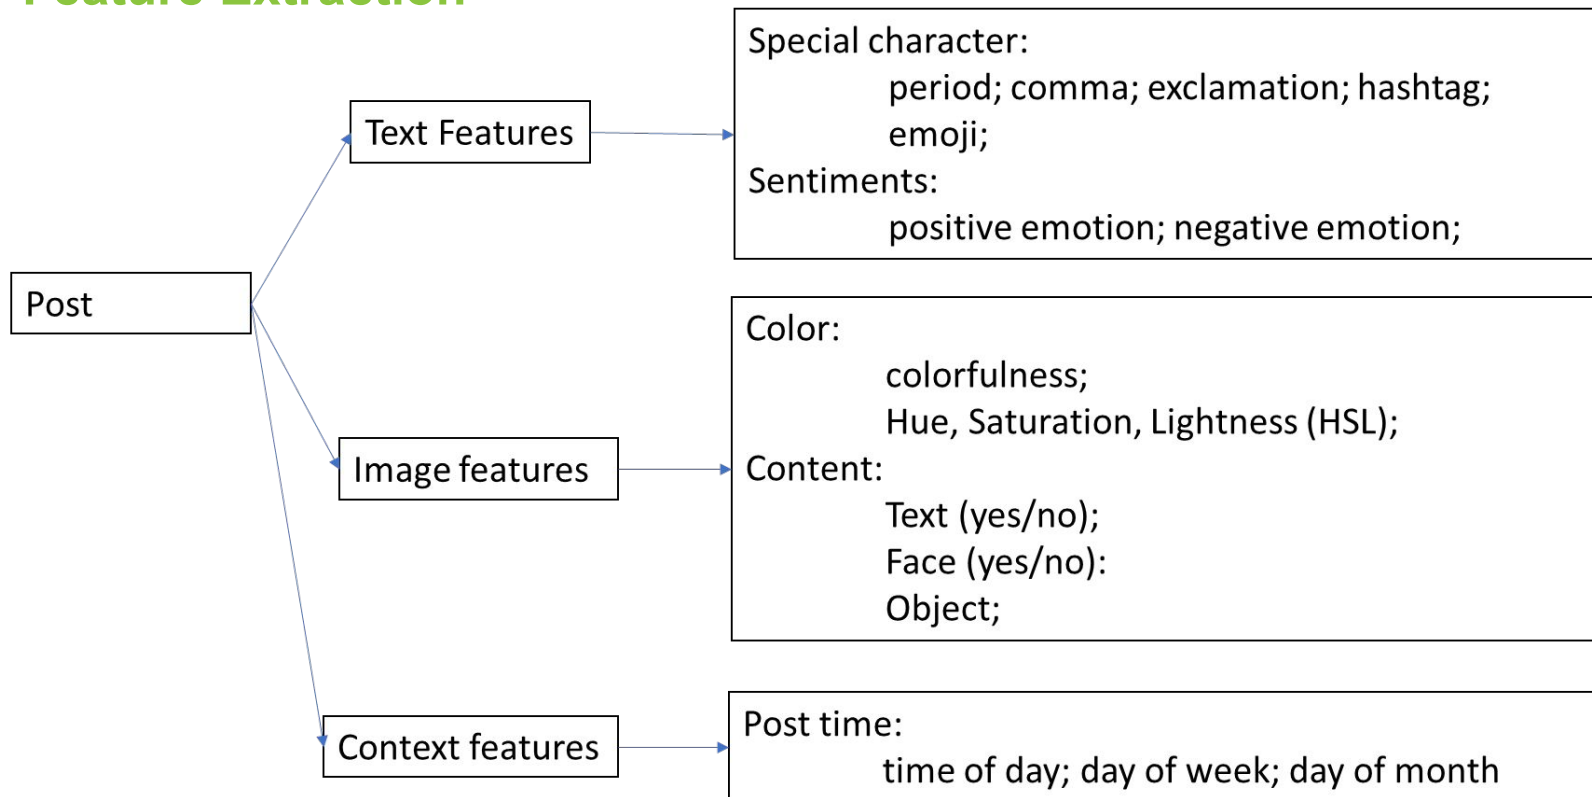 Feature Extraction
Post
Text Features
Special character:
period; comma; exclamation; hashtag;
emoji;
Sentiments:
positive emotion; negative emotion;
Image features
Color:
colorfulness;
Hue, Saturation, Lightness (HSL);
Content:
Text (yes/no);
Face (yes/no):
Object;
Context features
Post time:
time of day; day of week; day of month